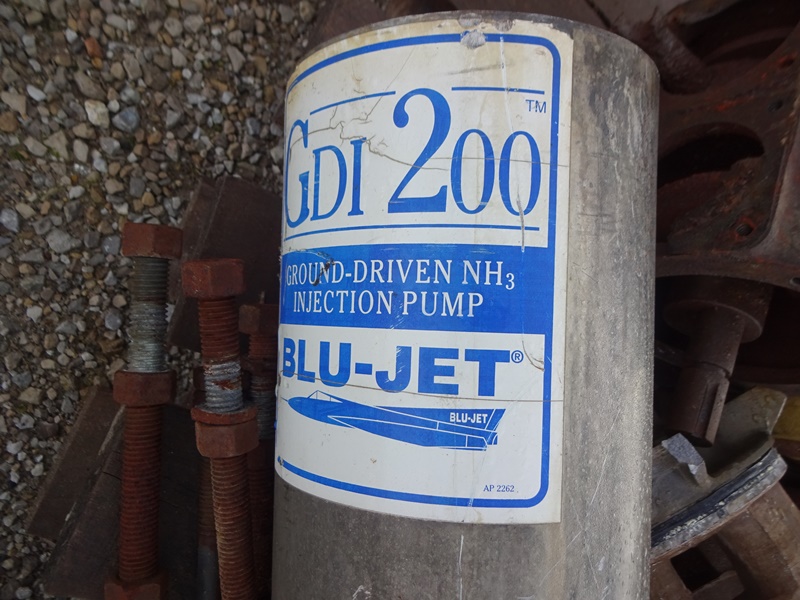 GDI 200™
GROUND-DRIVEN NH₃
INJECTION PUMP
BLU-JET®
BLU-JET
AP 2262